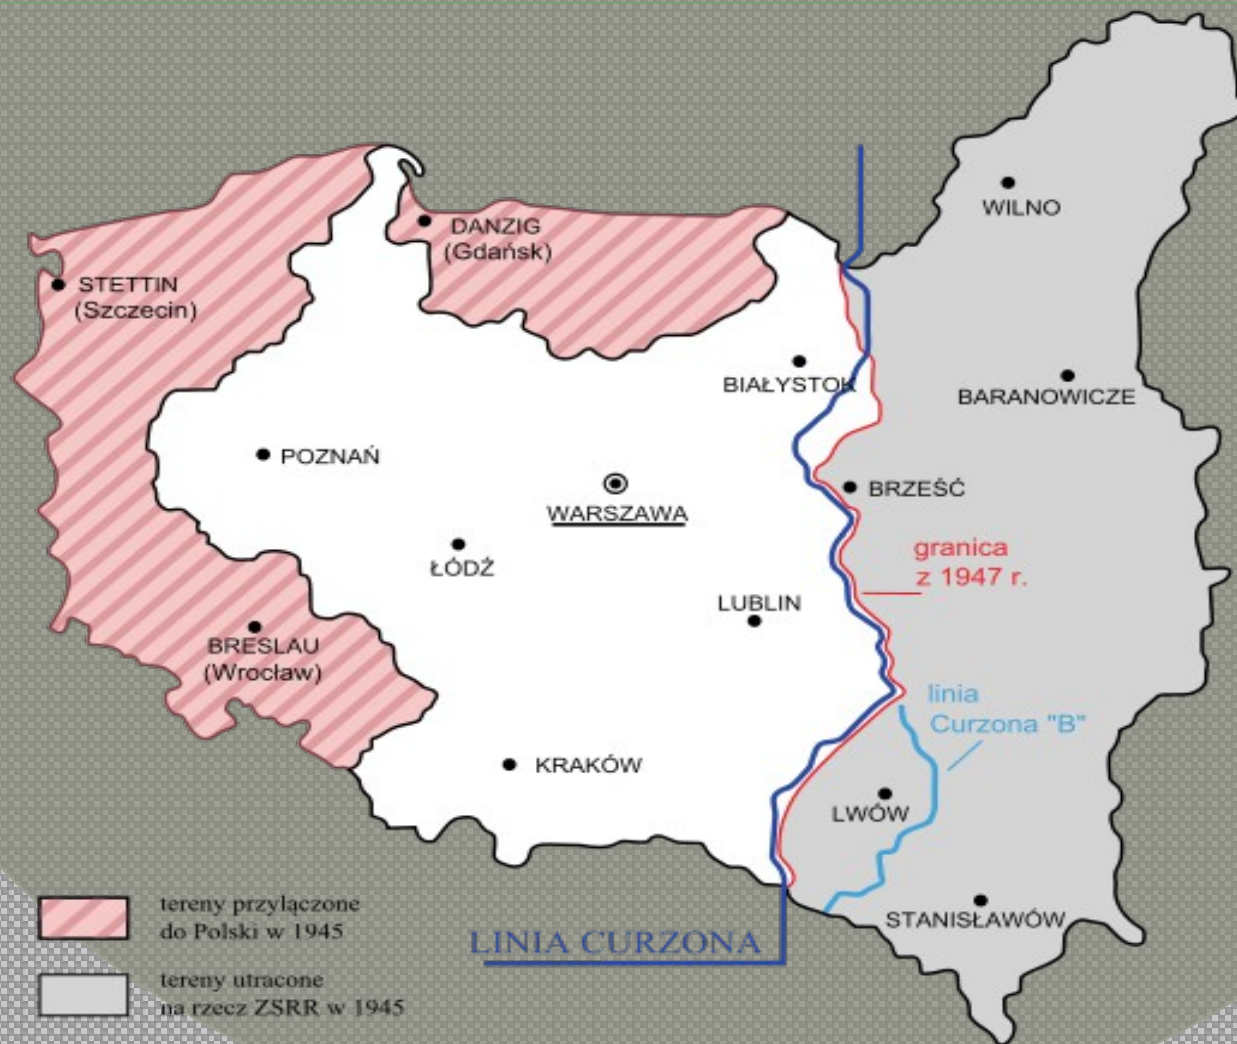 WILNO
DANZIG
(Gdańsk)
STETTIN
(Szczecin)
BIAŁYSTOK
BARANOWICZE
POZNAŃ
BRZEŚĆ
WARSZAWA
granica
z 1947 r.
ŁÓDŹ
LUBLIN
BRESLAU
(Wrocław)
linia
Curzona "B"
KRAKÓW
LWÓW
STANISŁAWÓW
tereny przyłączone
do Polski w 1945
LINIA CURZONA
tereny utracone
na rzecz ZSRR w 1945